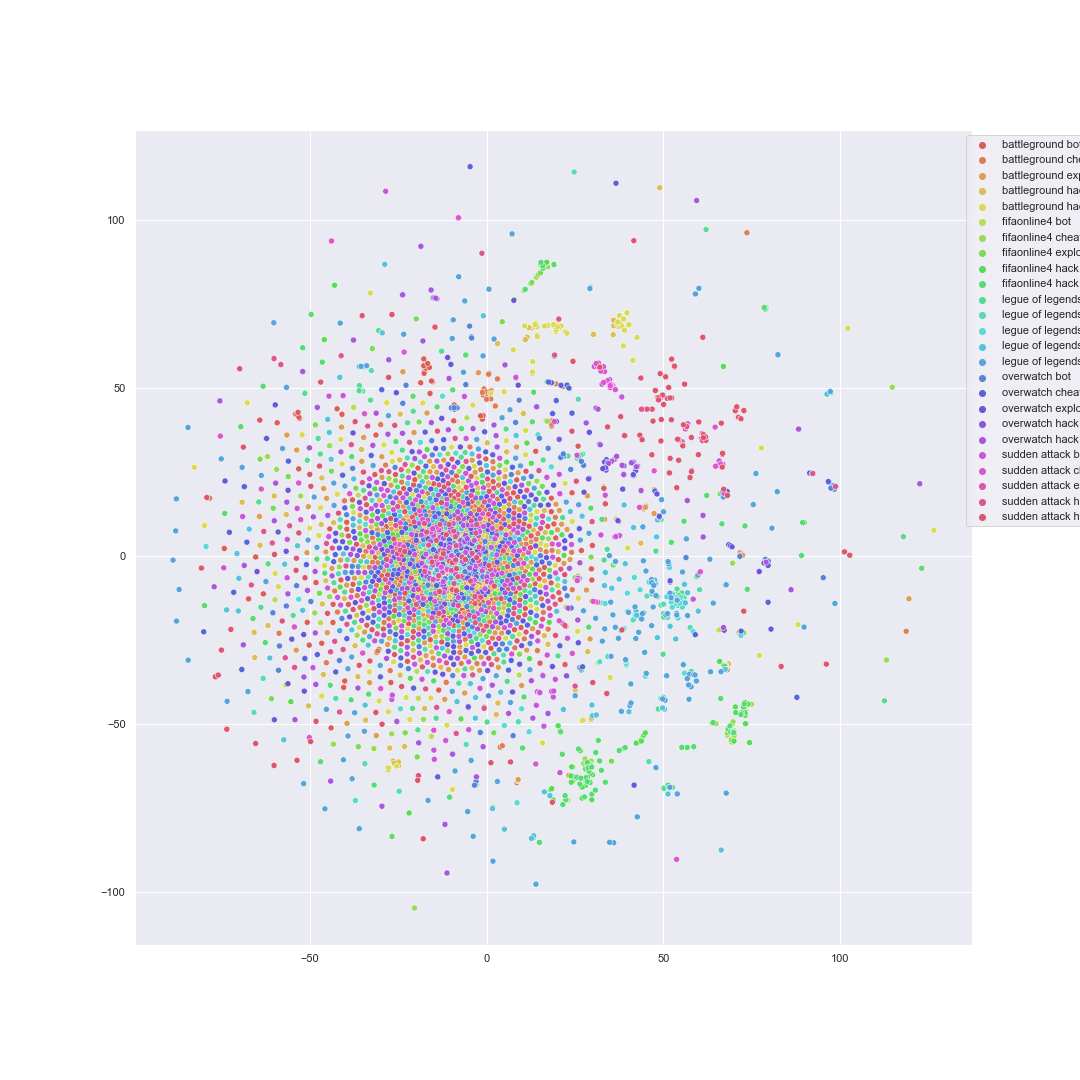 battleground bot
battleground che
battleground exp
battleground hac
battleground hac
fifaonline4 bot
fifaonline4 cheat
fifaonline4 explo
fifaonline4 hack
fifaonline4 hack
legue of legends
legue of legends
legue of legends
legue of legends
legue of legends
overwatch bot
overwatch cheat
overwatch explo
overwatch hack
overwatch hack
sudden attack b
sudden attack cl
sudden attack e
sudden attack h
sudden attack h
100
50
0
−50
−100
−50
0
50
100